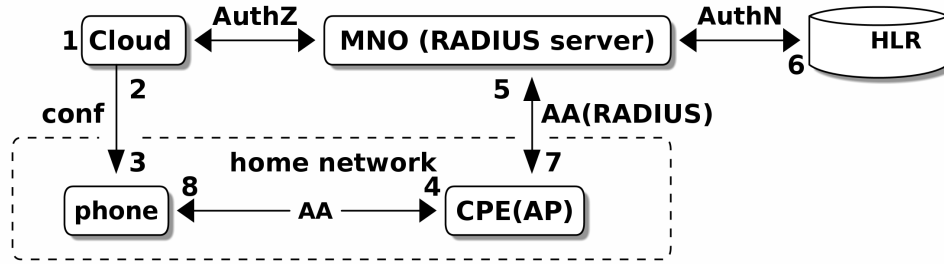 AuthZ
AuthN
1 Cloud
MNO (RADIUS server)
HLR
2
5
6
conf
AA(RADIUS)
home network
3
7
8
4
phone
AA
CPE(AP)